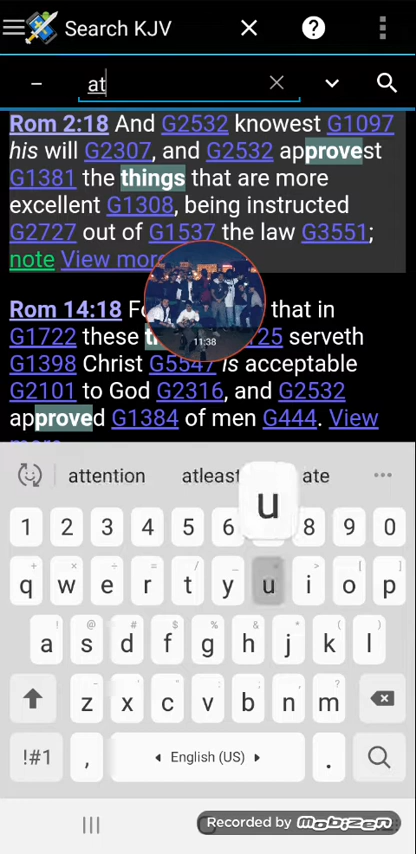 Search KJV
at
Rom 2:18 And G2532 knowest G1097
his will G2307, and G2532 approvest
G1381 the things that are more
excellent G1308, being instructed
G2727 out of G1537 the law G3551;
note View more
Rom 14:18 that in
G1722 these serveth
G1398 Christ G5547 is acceptable
G2101 to God G2316, and G2532
approved G1384 of men G444. View
11:38
attention atleast ate
u
1 2 3 4 5 6 8 9 0
q w e r t y u i o p
a s d f g h j k l
z x c v b n m
!#1 , English (US) .
Recorded by MOBIZEN